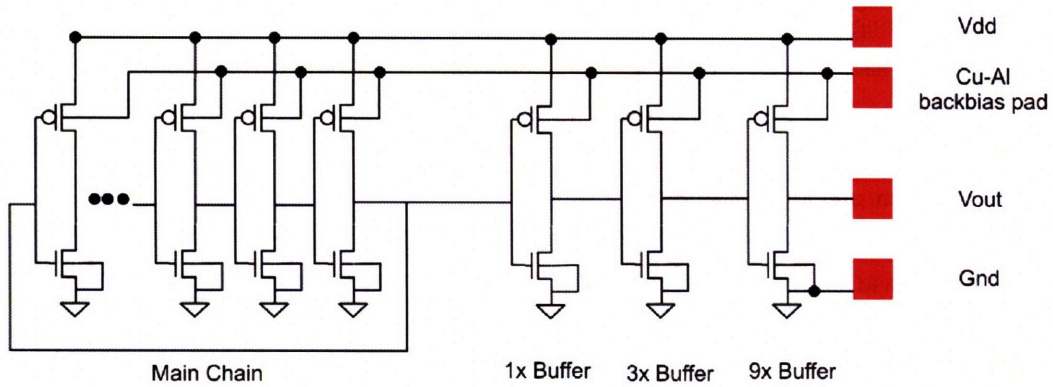 Vdd
Cu-Al
backbias pad
Vout
Gnd
Main Chain
1x Buffer
3x Buffer
9x Buffer